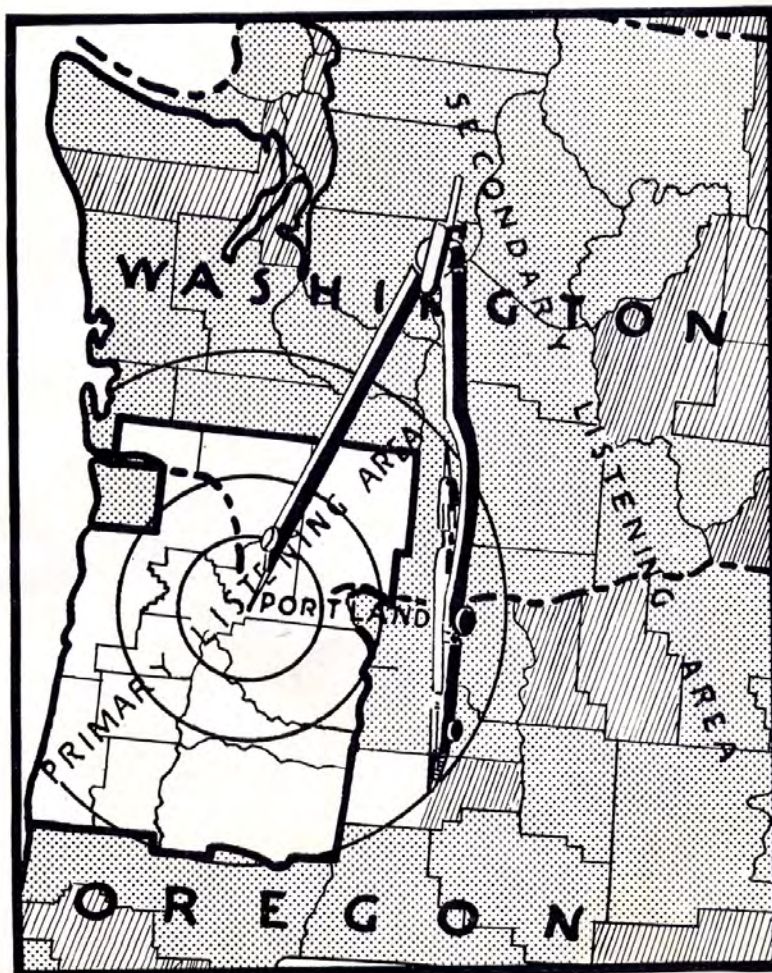 SECONDARY LISTENING AREA
WASHINGTON
PRIMARY LISTENING AREA
PORTLAND
OREGON